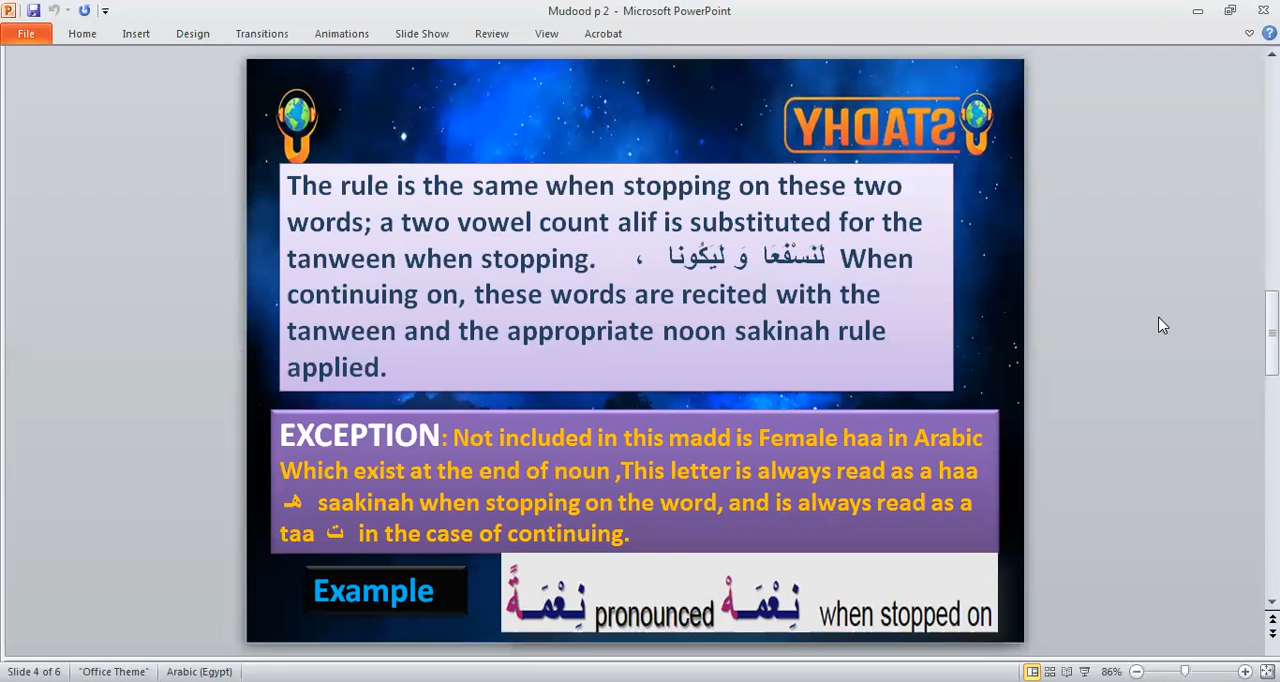 Mudood p 2 - Microsoft PowerPoint
File Home Insert Design Transitions Animations Slide Show Review View Acrobat
STADHY
The rule is the same when stopping on these two
words; a two vowel count alif is substituted for the
tanween when stopping. لَنَسْفَعَا وَ لَيَكُونا ، When
continuing on, these words are recited with the
tanween and the appropriate noon sakinah rule
applied.
EXCEPTION: Not included in this madd is Female haa in Arabic
Which exist at the end of noun ,This letter is always read as a haa
هـ saakinah when stopping on the word, and is always read as a
taa ت in the case of continuing.
Example
نِعْمَـةً pronounced نِعْمَـهْ when stopped on
Slide 4 of 6 "Office Theme" Arabic (Egypt) 86%